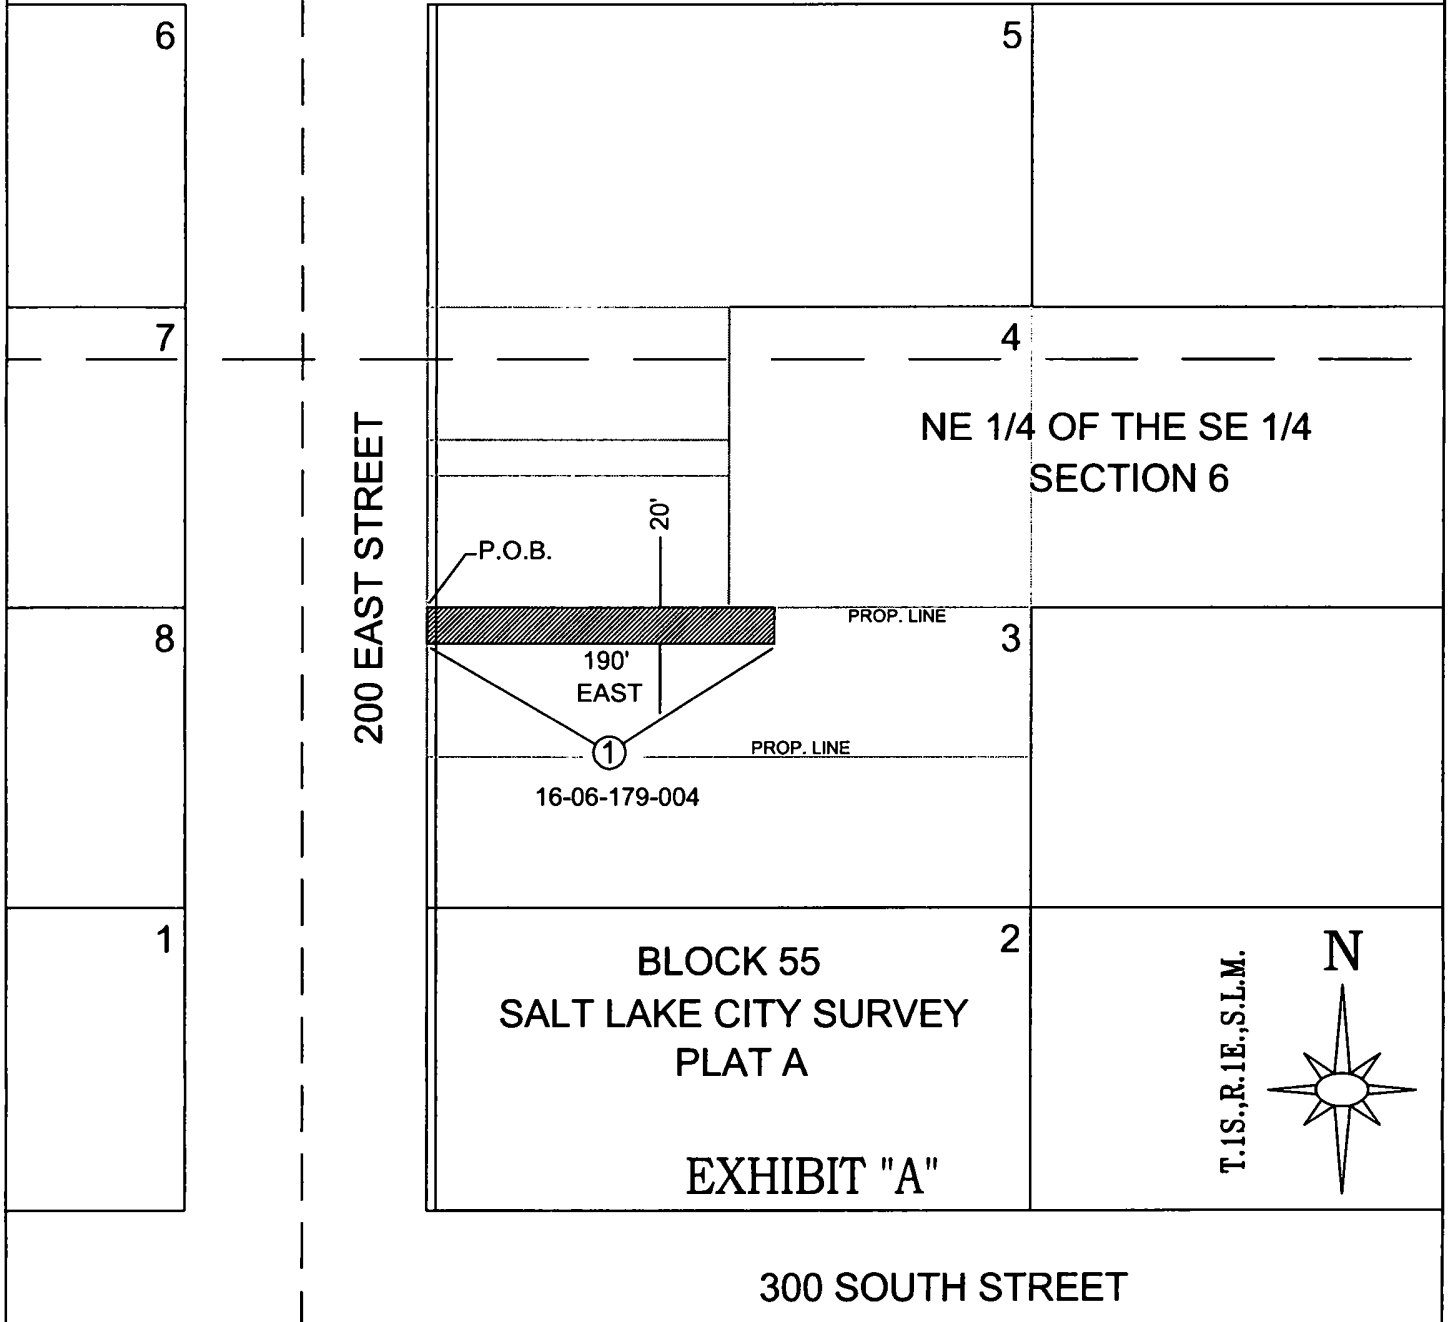 6
5
7
4
NE 1/4 OF THE SE 1/4
SECTION 6
200 EAST STREET
20'
P.O.B.
PROP. LINE
8
3
190'
EAST
1
PROP. LINE
16-06-179-004
1
2
BLOCK 55
SALT LAKE CITY SURVEY
PLAT A
N
T.1S.,R.1E.,S.L.M.
EXHIBIT "A"
300 SOUTH STREET